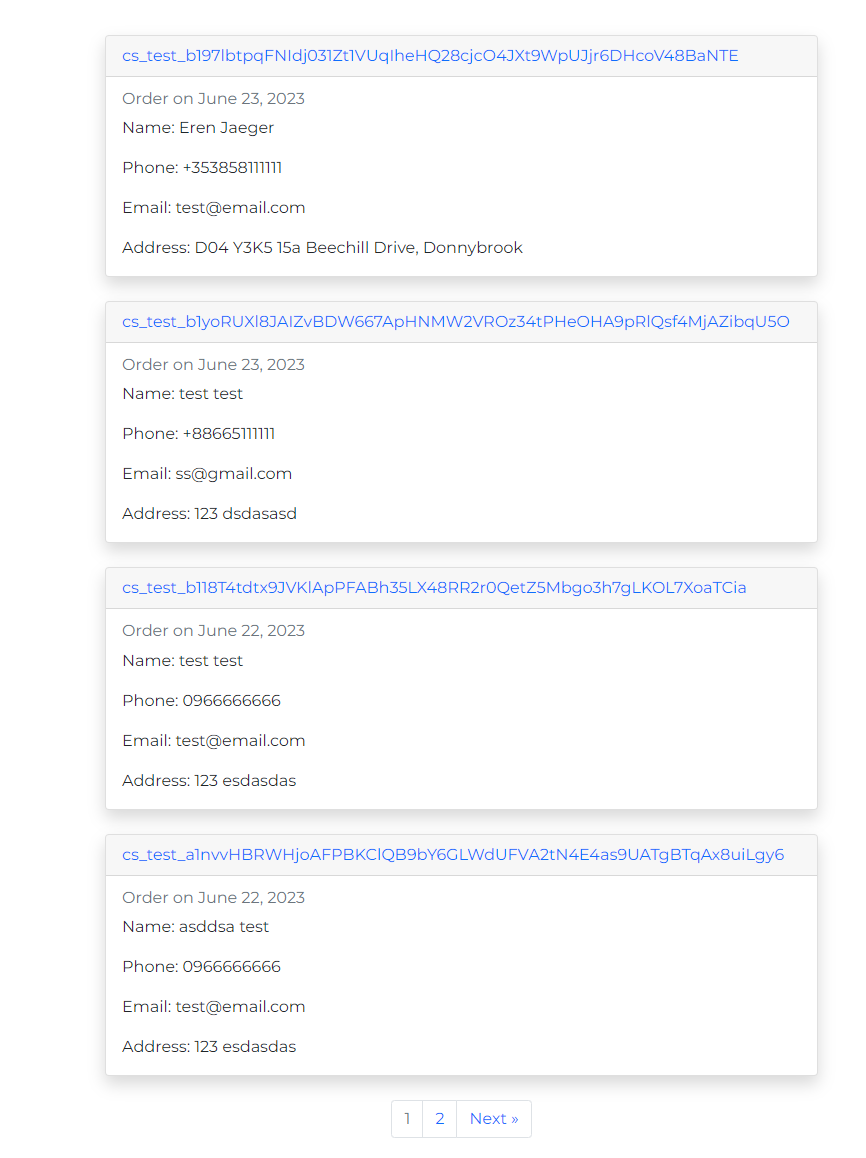 cs_test_b197lbtpqFNIdj031Zt1VUqIheHQ28cjcO4JXt9WpUJjr6DHcoV48BaNTE
Order on June 23, 2023
Name: Eren Jaeger
Phone: +353858111111
Email: test@email.com
Address: D04 Y3K5 15a Beechill Drive, Donnybrook
cs_test_b1yoRUXl8JAIZvBDW667ApHNMW2VROz34tPHeOHA9pRlQsf4MjAZibqU5O
Order on June 23, 2023
Name: test test
Phone: +88665111111
Email: ss@gmail.com
Address: 123 dsdasasd
cs_test_b118T4tdtx9JVKlApPFABh35LX48RR2r0QetZ5Mbgo3h7gLKOL7XoaTCia
Order on June 22, 2023
Name: test test
Phone: 0966666666
Email: test@email.com
Address: 123 esdasdas
cs_test_a1nvvHBRWHjoAFPBKClQB9bY6GLWdUFVA2tN4E4as9UATgBTqAx8uiLgy6
Order on June 22, 2023
Name: asddsa test
Phone: 0966666666
Email: test@email.com
Address: 123 esdasdas
1 2 Next »